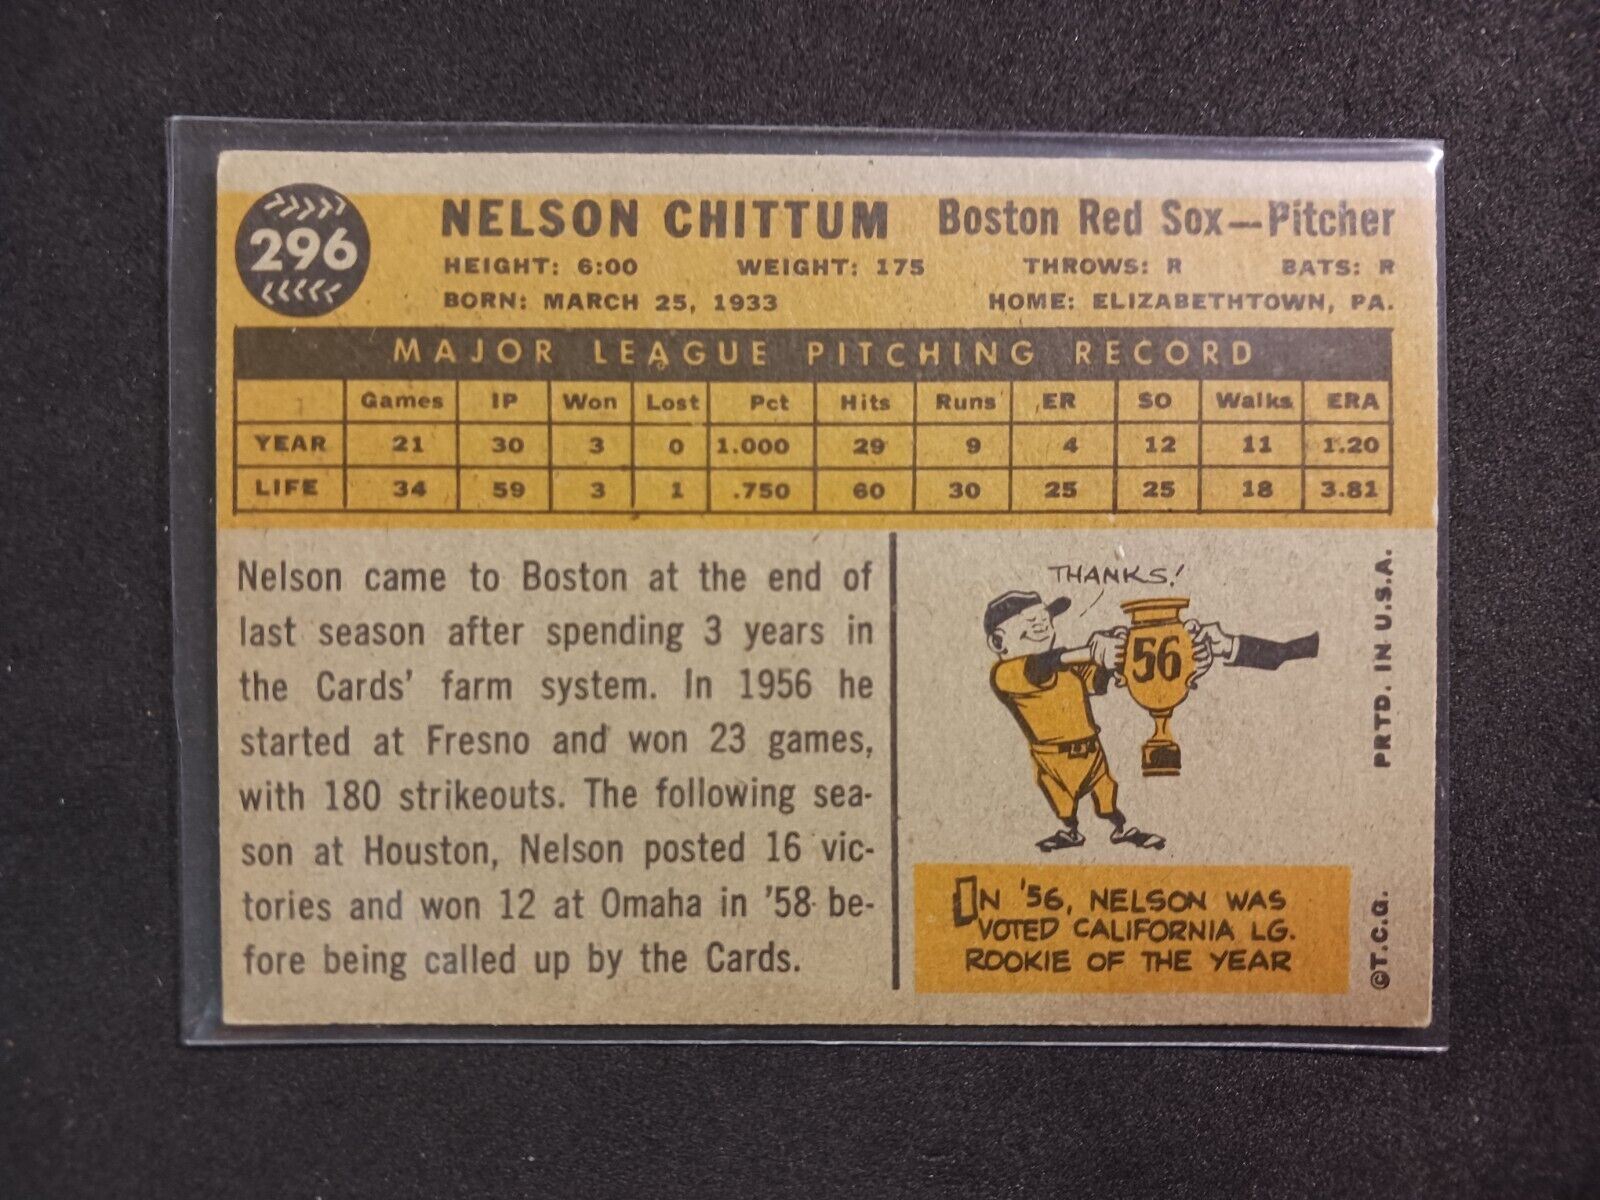 296
NELSON CHITTUM Boston Red Sox—Pitcher
HEIGHT: 6:00 WEIGHT: 175 THROWS: R BATS: R
BORN: MARCH 25, 1933 HOME: ELIZABETHTOWN, PA.
MAJOR LEAGUE PITCHING RECORD
Games IP Won Lost Pct Hits Runs ER SO Walks ERA
YEAR 21 30 3 0 1.000 29 9 4 12 11 1.20
LIFE 34 59 3 1 .750 60 30 25 25 18 3.81
Nelson came to Boston at the end of
last season after spending 3 years in
the Cards' farm system. In 1956 he
started at Fresno and won 23 games,
with 180 strikeouts. The following sea-
son at Houston, Nelson posted 16 vic-
tories and won 12 at Omaha in '58 be-
fore being called up by the Cards.
THANKS!
56
IN '56, NELSON WAS
VOTED CALIFORNIA LG.
ROOKIE OF THE YEAR
©T.C.G. PRTD. IN U.S.A.